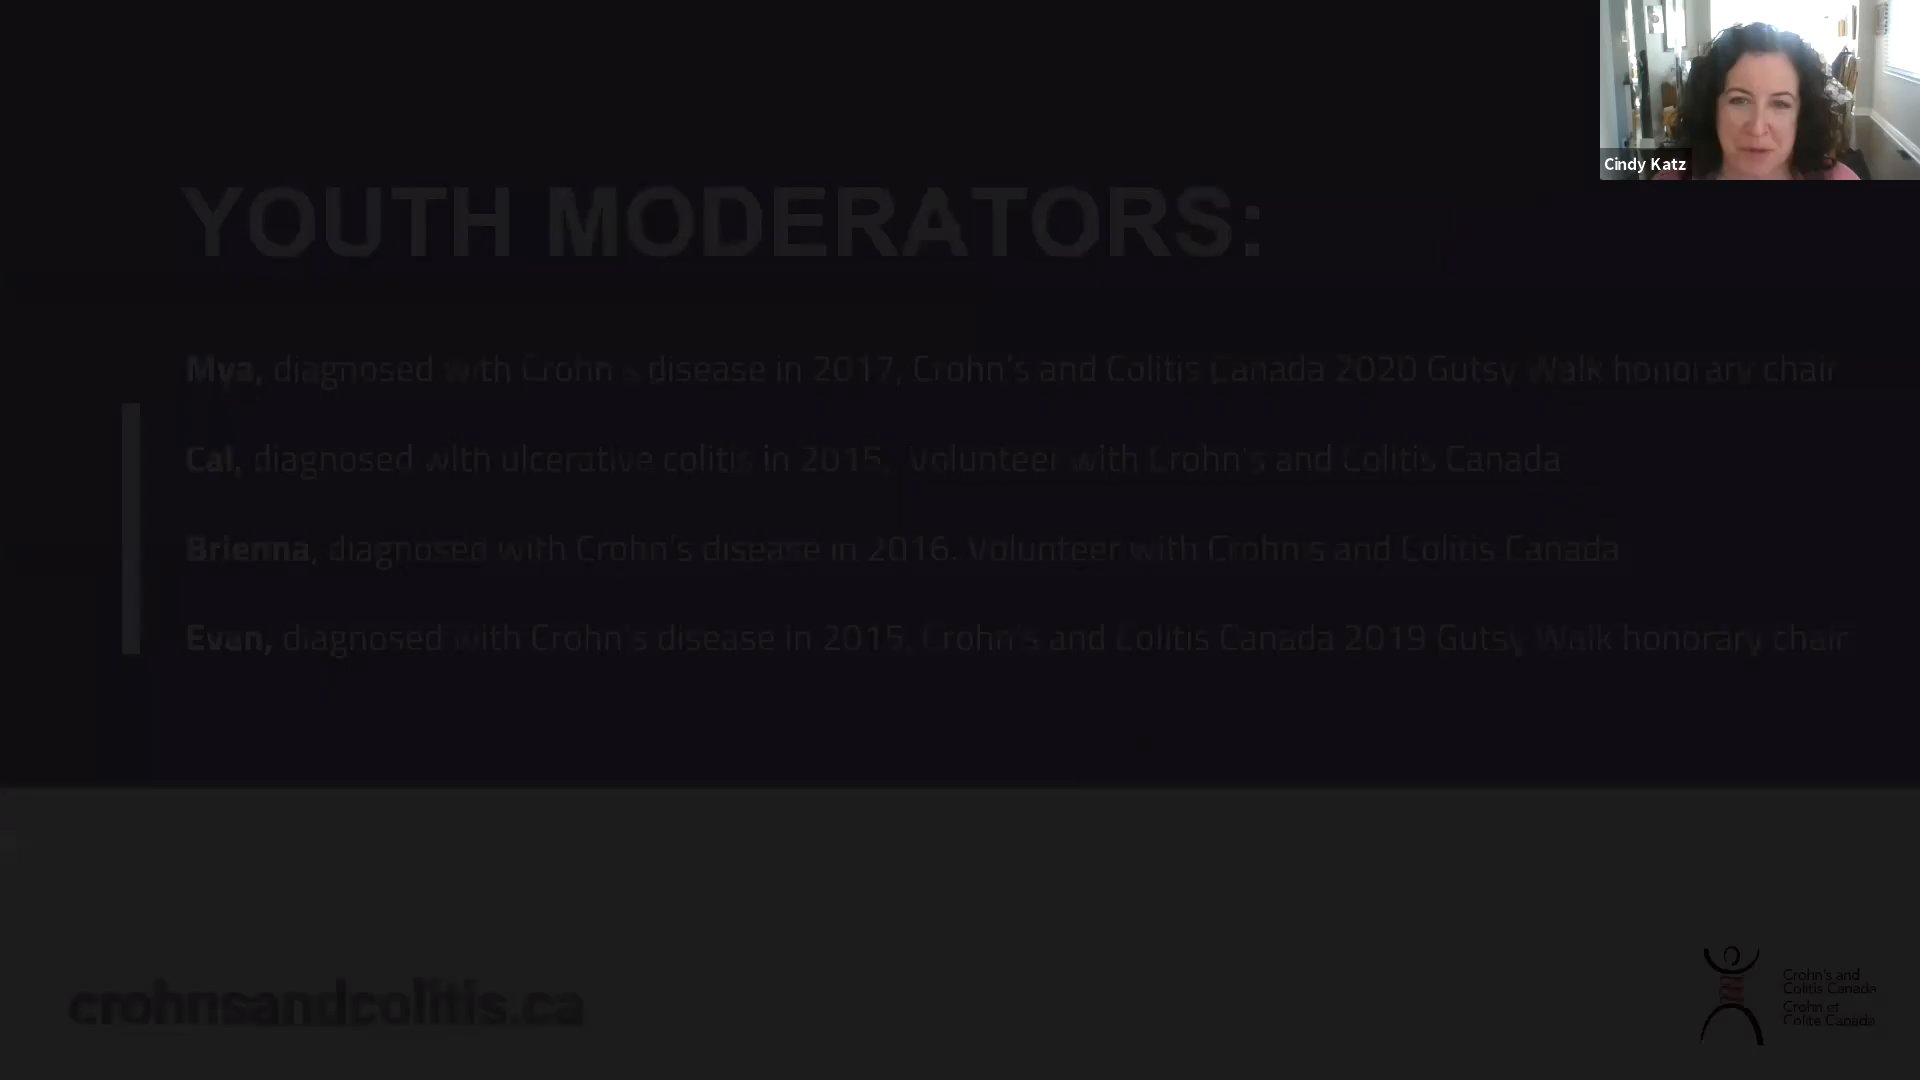 Cindy Katz
YOUTH MODERATORS:
Mya, diagnosed with Crohn's disease in 2017, Crohn's and Colitis Canada 2020 Gutsy Walk honorary chair
Cal, diagnosed with ulcerative colitis in 2015, Volunteer with Crohn's and Colitis Canada
Brienna, diagnosed with Crohn's disease in 2016. Volunteer with Crohn's and Colitis Canada
Evan, diagnosed with Crohn's disease in 2015, Crohn's and Colitis Canada 2019 Gutsy Walk honorary chair
crohnsandcolitis.ca
Crohn's and
Colitis Canada
Crohn et
Colite Canada